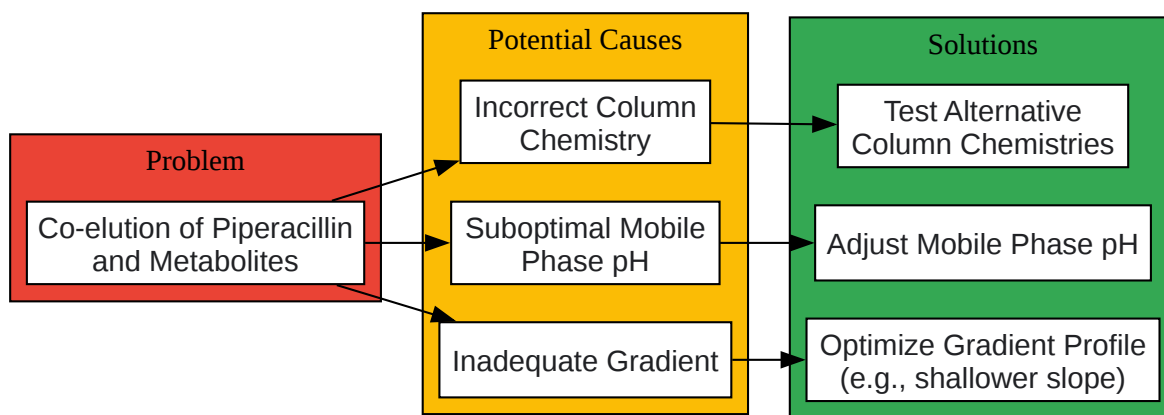 Problem
Co-elution of Piperacillin
and Metabolites
Potential Causes
Incorrect Column
Chemistry
Suboptimal Mobile
Phase pH
Inadequate Gradient
Solutions
Test Alternative
Column Chemistries
Adjust Mobile Phase pH
Optimize Gradient Profile
(e.g., shallower slope)